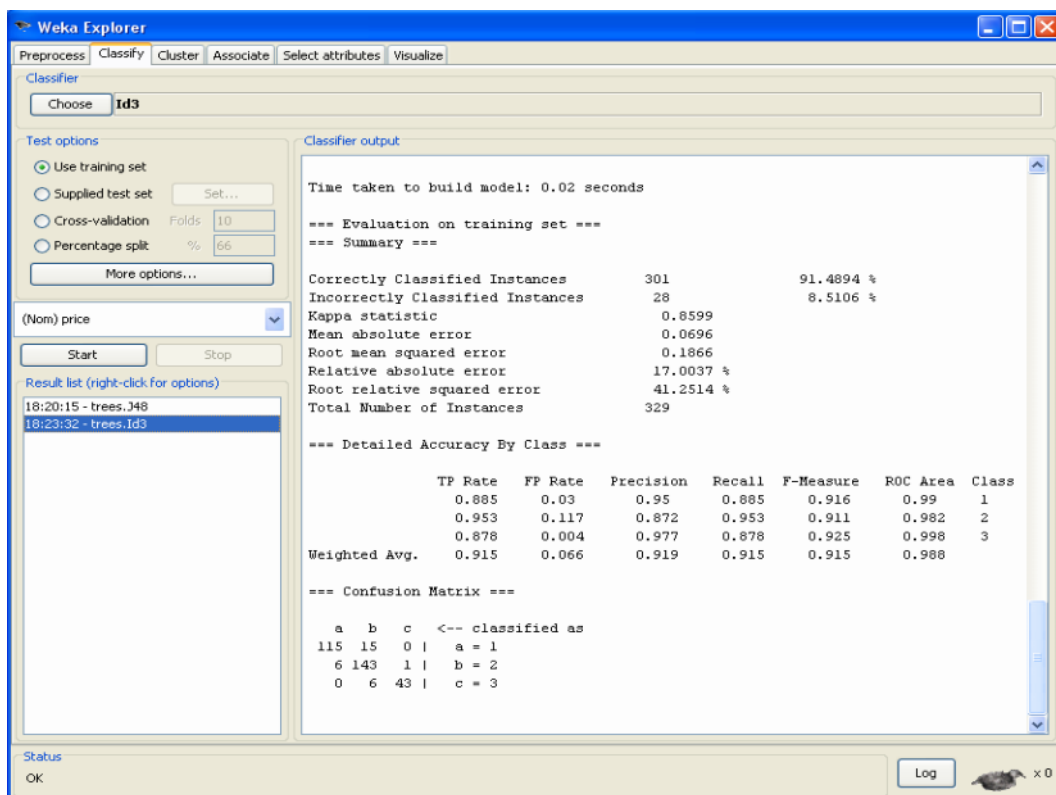 Weka Explorer
Preprocess Classify Cluster Associate Select attributes Visualize
Classifier
Choose Id3
Test options
Use training set
Supplied test set Set...
Cross-validation Folds 10
Percentage split % 66
More options...
(Nom) price
Start Stop
Result list (right-click for options)
18:20:15 - trees.J48
18:23:32 - trees.Id3
Classifier output
Time taken to build model: 0.02 seconds
=== Evaluation on training set ===
=== Summary ===
Correctly Classified Instances 301 91.4894 %
Incorrectly Classified Instances 28 8.5106 %
Kappa statistic 0.8599
Mean absolute error 0.0696
Root mean squared error 0.1866
Relative absolute error 17.0037 %
Root relative squared error 41.2514 %
Total Number of Instances 329
=== Detailed Accuracy By Class ===
TP Rate FP Rate Precision Recall F-Measure ROC Area Class
0.885 0.03 0.95 0.885 0.916 0.99 1
0.953 0.117 0.872 0.953 0.911 0.982 2
0.878 0.004 0.977 0.878 0.925 0.998 3
Weighted Avg. 0.915 0.066 0.919 0.915 0.915 0.988
=== Confusion Matrix ===
a b c <-- classified as
115 15 0 | a = 1
6 143 1 | b = 2
0 6 43 | c = 3
Status
OK
Log
x 0